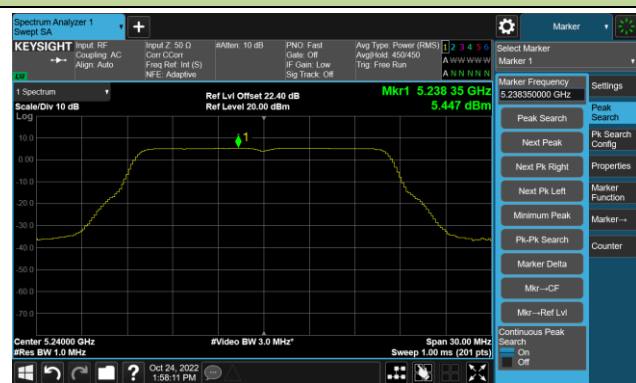 Spectrum Analyzer 1
Swept SA
+
Marker
KEYSIGHT
Input: RF
Coupling: AC
Align: Auto
Input Z: 50 Ω
Corr CCorr
Freq Ref: Int (S)
NFE: Adaptive
#Atten: 10 dB
PNO: Fast
Gate: Off
IF Gain: Low
Sig Track: Off
Avg Type: Power (RMS)
Avg|Hold: 450/450
Trig: Free Run
1 2 3 4 5 6
A W W W W W
A N N N N N
Select Marker
Marker 1
LW
1 Spectrum
Scale/Div 10 dB
Ref Lvl Offset 22.40 dB
Ref Level 20.00 dBm
Mkr1 5.238 35 GHz
5.447 dBm
Log
10.0
0.00
-10.0
-20.0
-30.0
-40.0
-50.0
-60.0
-70.0
1
Center 5.24000 GHz
#Res BW 1.0 MHz
#Video BW 3.0 MHz*
Span 30.00 MHz
Sweep 1.00 ms (201 pts)
Marker Frequency
5.238350000 GHz
Peak Search
Next Peak
Next Pk Right
Next Pk Left
Minimum Peak
Pk-Pk Search
Marker Delta
Mkr→CF
Mkr→Ref Lvl
Continuous Peak
Search
On
Off
Settings
Peak
Search
Pk Search
Config
Properties
Marker
Function
Marker→
Counter
?
Oct 24, 2022
1:58:11 PM